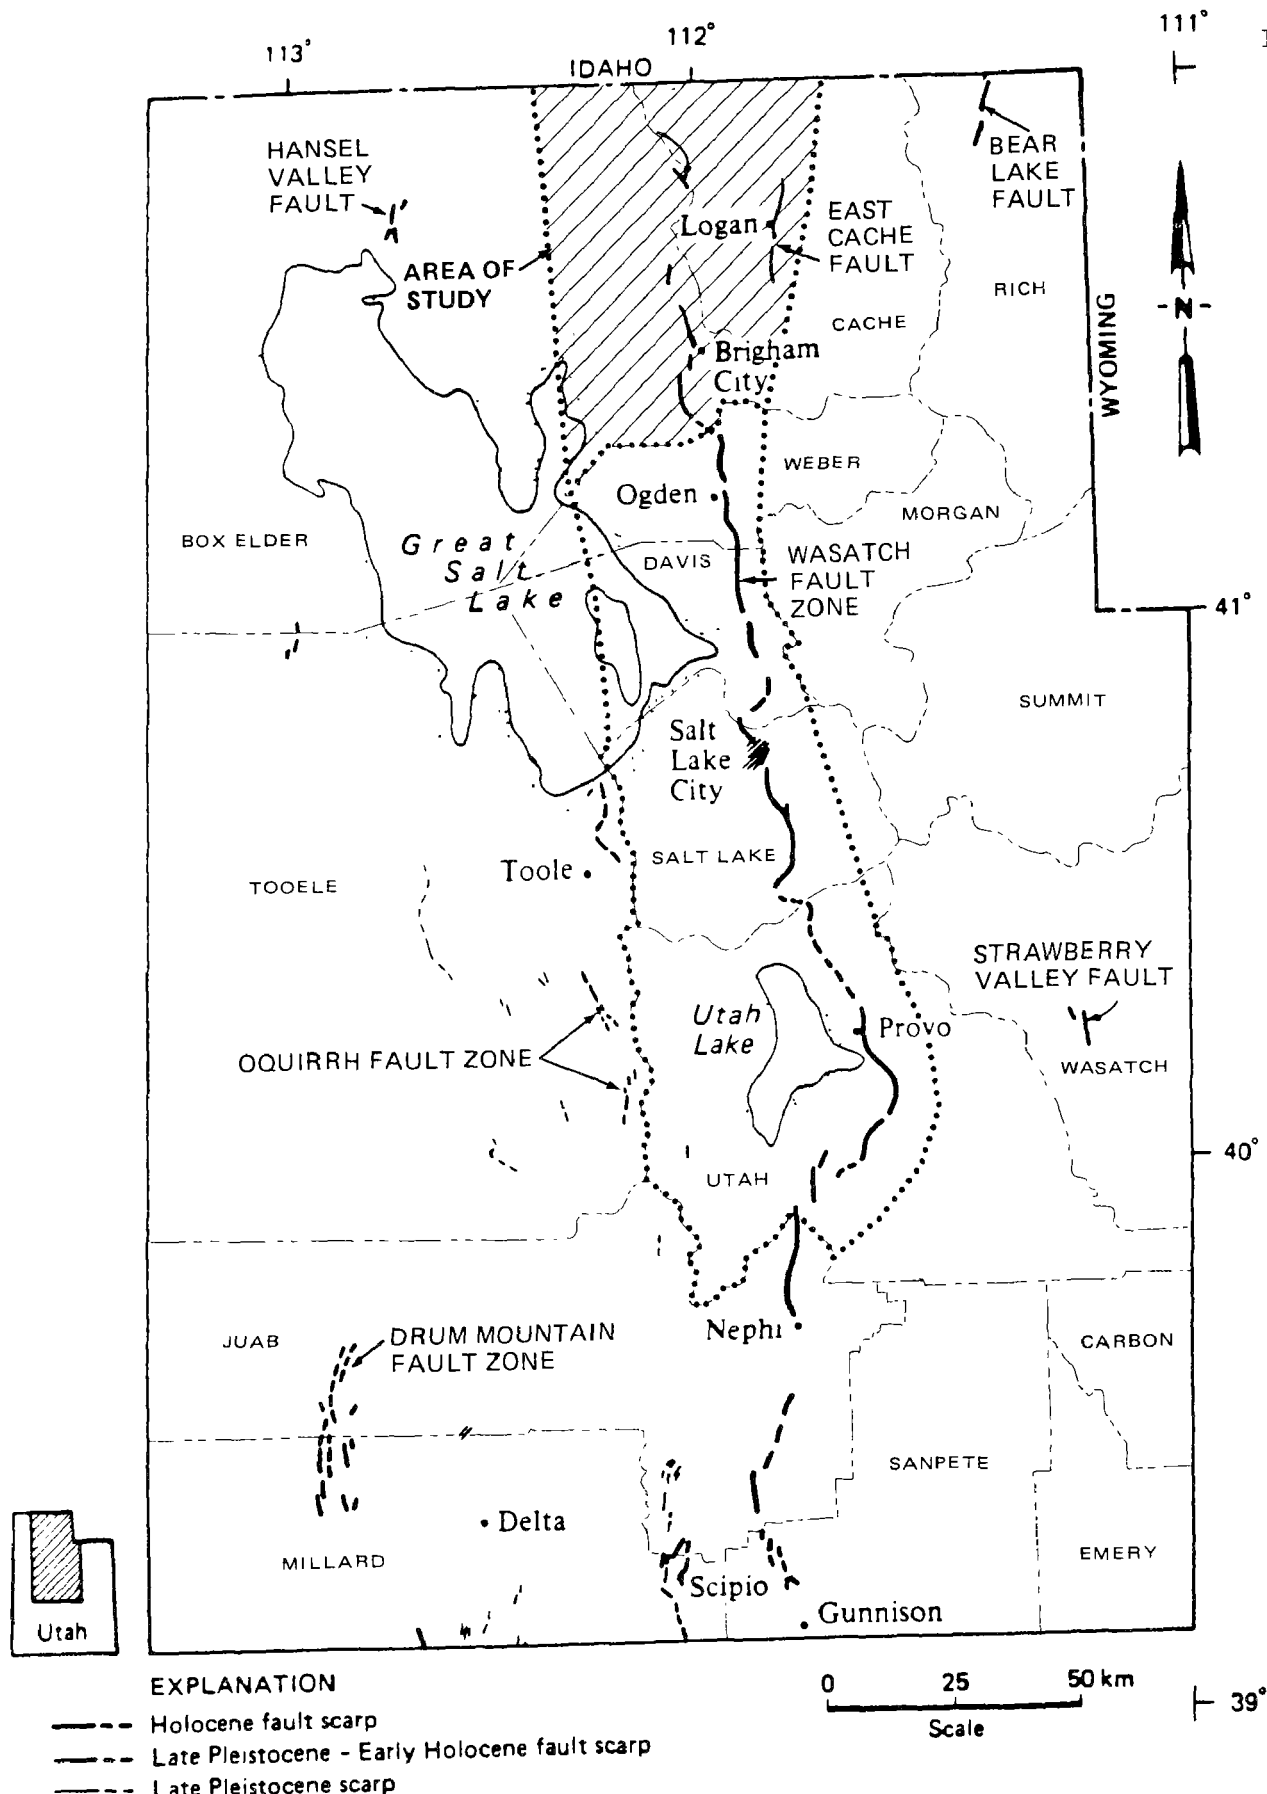 113°
112°
111°
IDAHO
HANSEL
VALLEY
FAULT
BEAR
LAKE
FAULT
Logan
EAST
CACHE
FAULT
AREA OF
STUDY
RICH
CACHE
WYOMING
N
Brigham
City
WEBER
Ogden
MORGAN
BOX ELDER
Great
Salt
Lake
DAVIS
WASATCH
FAULT
ZONE
41°
SUMMIT
Salt
Lake
City
SALT LAKE
Toole
TOOELE
STRAWBERRY
VALLEY FAULT
Utah
Lake
Provo
OQUIRRH FAULT ZONE
WASATCH
40°
UTAH
Nephi
JUAB
DRUM MOUNTAIN
FAULT ZONE
CARBON
SANPETE
Delta
MILLARD
EMERY
Scipio
Gunnison
Utah
EXPLANATION
Holocene fault scarp
Late Pleistocene - Early Holocene fault scarp
Late Pleistocene scarp
0 25 50 km
Scale
39°